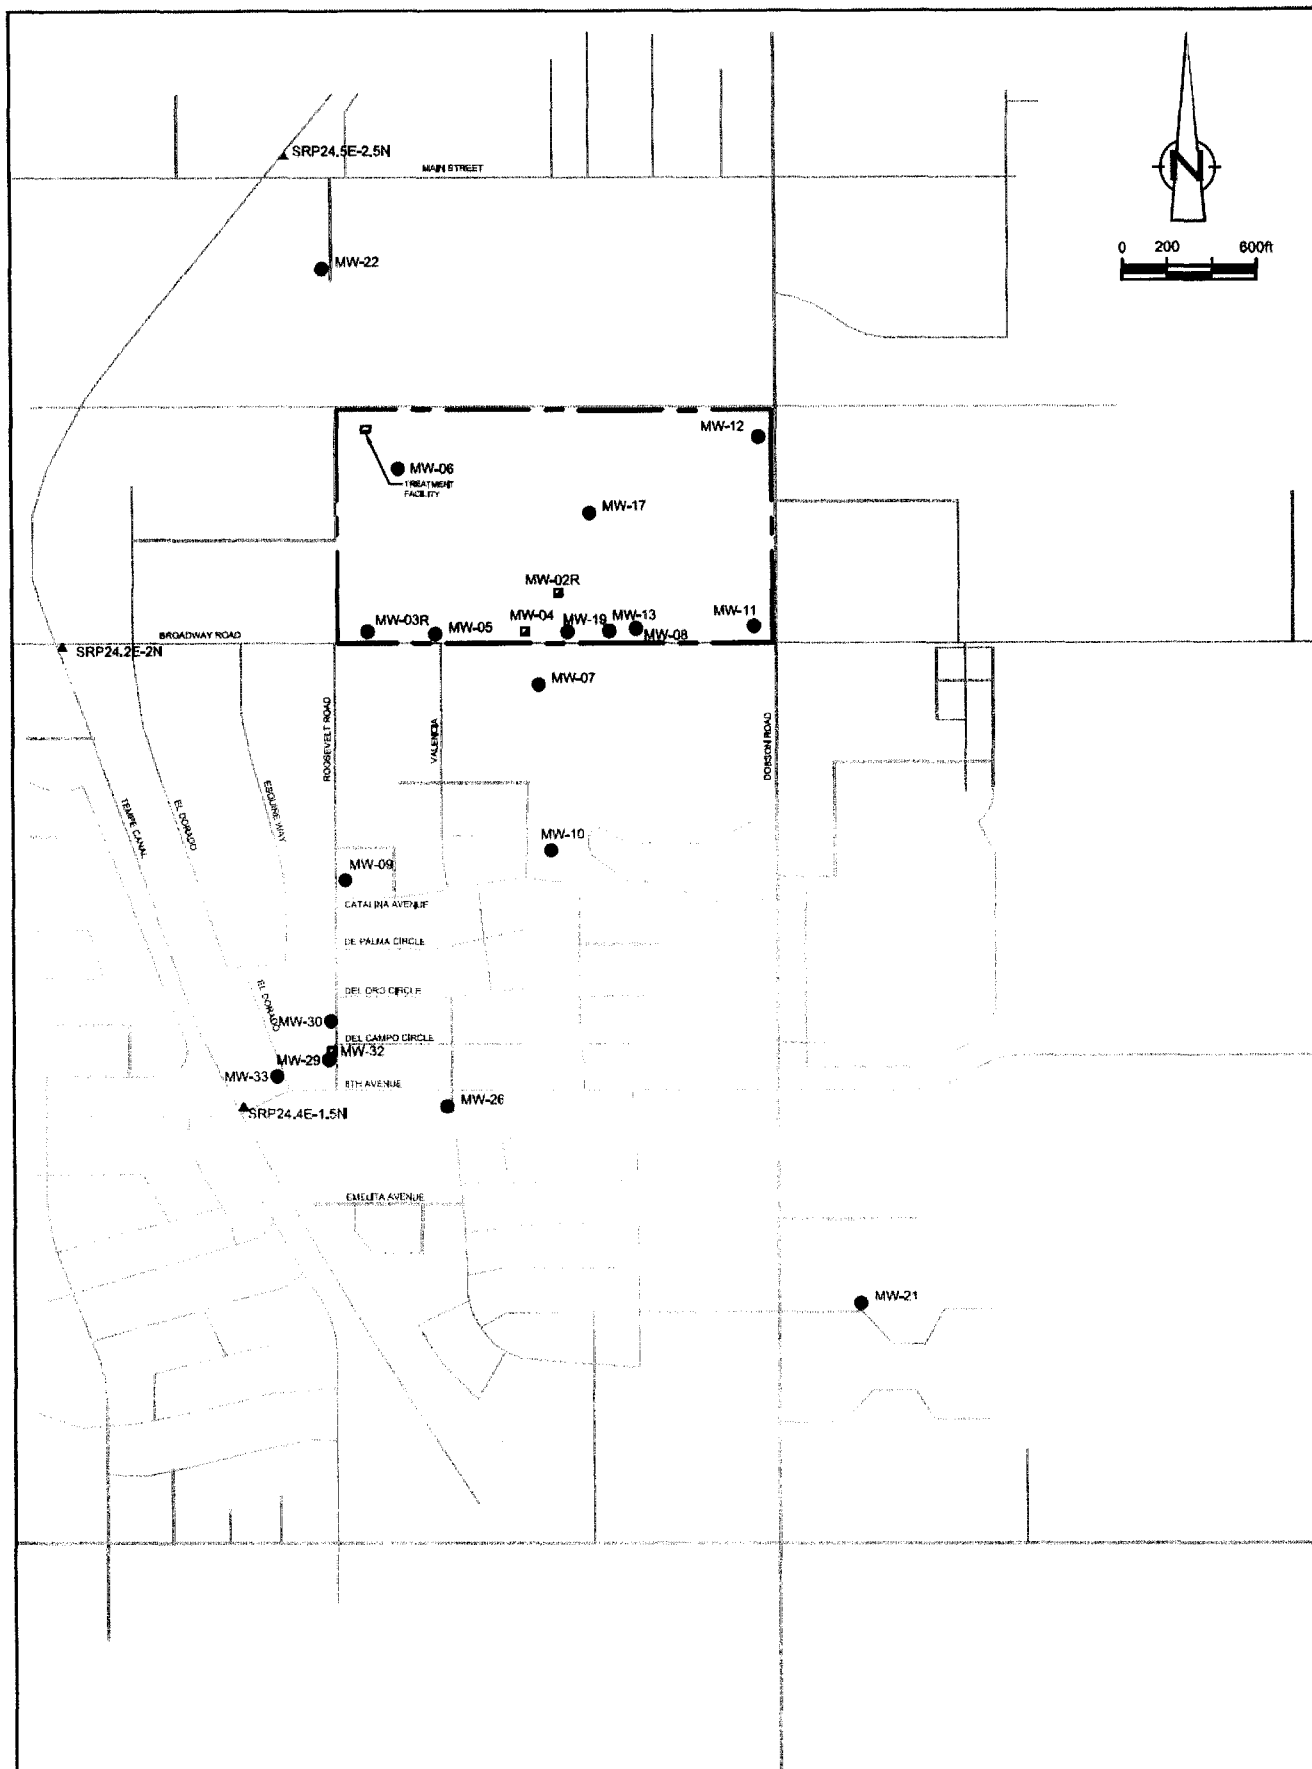 SRP24.5E-2.5N
MAIN STREET
N
0 200 600ft
MW-22
MW-12
MW-06
TREATMENT
FACILITY
MW-17
MW-02R
MW-03R
MW-05
MW-04
MW-19
MW-13
MW-08
MW-11
BROADWAY ROAD
SRP24.2E-2N
MW-07
ROOSEVELT ROAD
VALENCIA
DOBSON ROAD
TEMPE CANAL
EL DORADO
ESQUIRE WAY
MW-10
MW-09
CATALINA AVENUE
DE PALMA CIRCLE
EL DORADO
DEL ORO CIRCLE
MW-30
DEL CAMPO CIRCLE
MW-32
MW-29
MW-33
8TH AVENUE
MW-26
SRP24.4E-1.5N
EMELITA AVENUE
MW-21